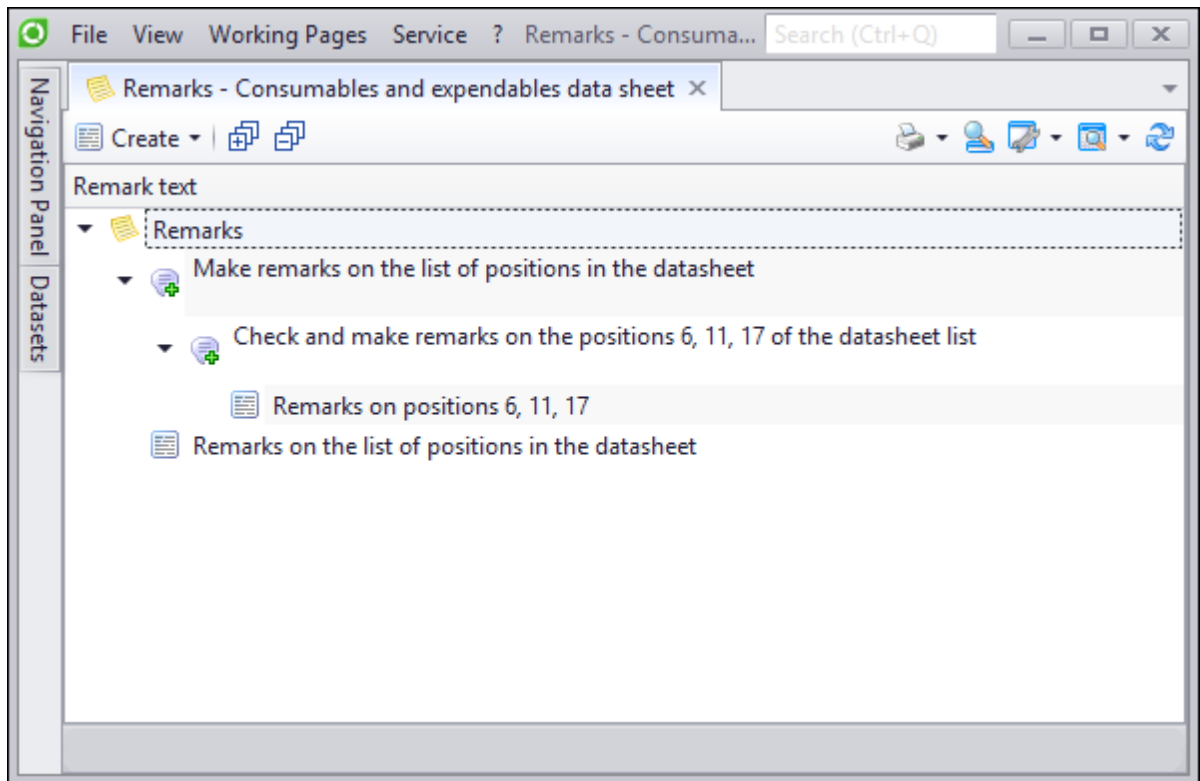 File View Working Pages Service ? Remarks - Consuma... Search (Ctrl+Q)
Navigation Panel
Datasets
Remarks - Consumables and expendables data sheet
Create
Remark text
Remarks
Make remarks on the list of positions in the datasheet
Check and make remarks on the positions 6, 11, 17 of the datasheet list
Remarks on positions 6, 11, 17
Remarks on the list of positions in the datasheet